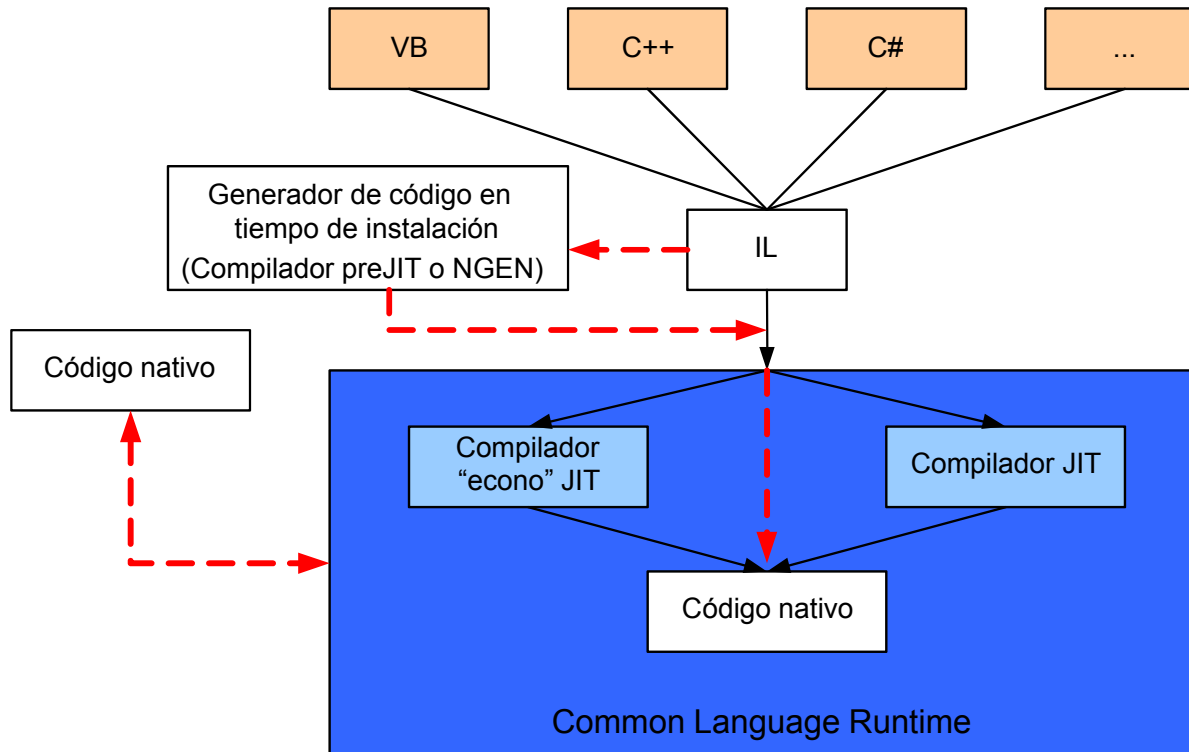 VB
C++
C#
...
Generador de código en
tiempo de instalación
(Compilador preJIT o NGEN)
IL
Código nativo
Compilador
“econo” JIT
Compilador JIT
Código nativo
Common Language Runtime